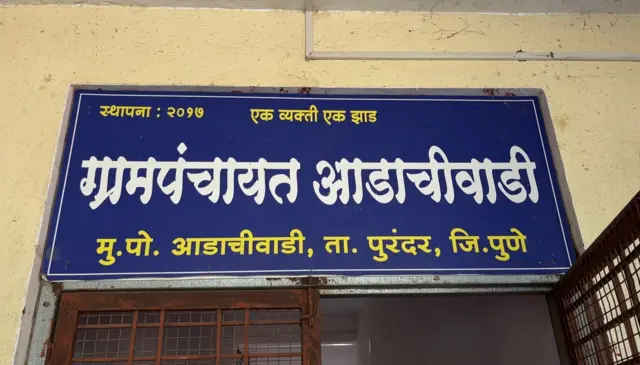 स्थापना : २०१७ एक व्यक्ती एक झाड
ग्रामपंचायत आडाचीवाडी
मु.पो. आडाचीवाडी, ता. पुरंदर, जि.पुणे